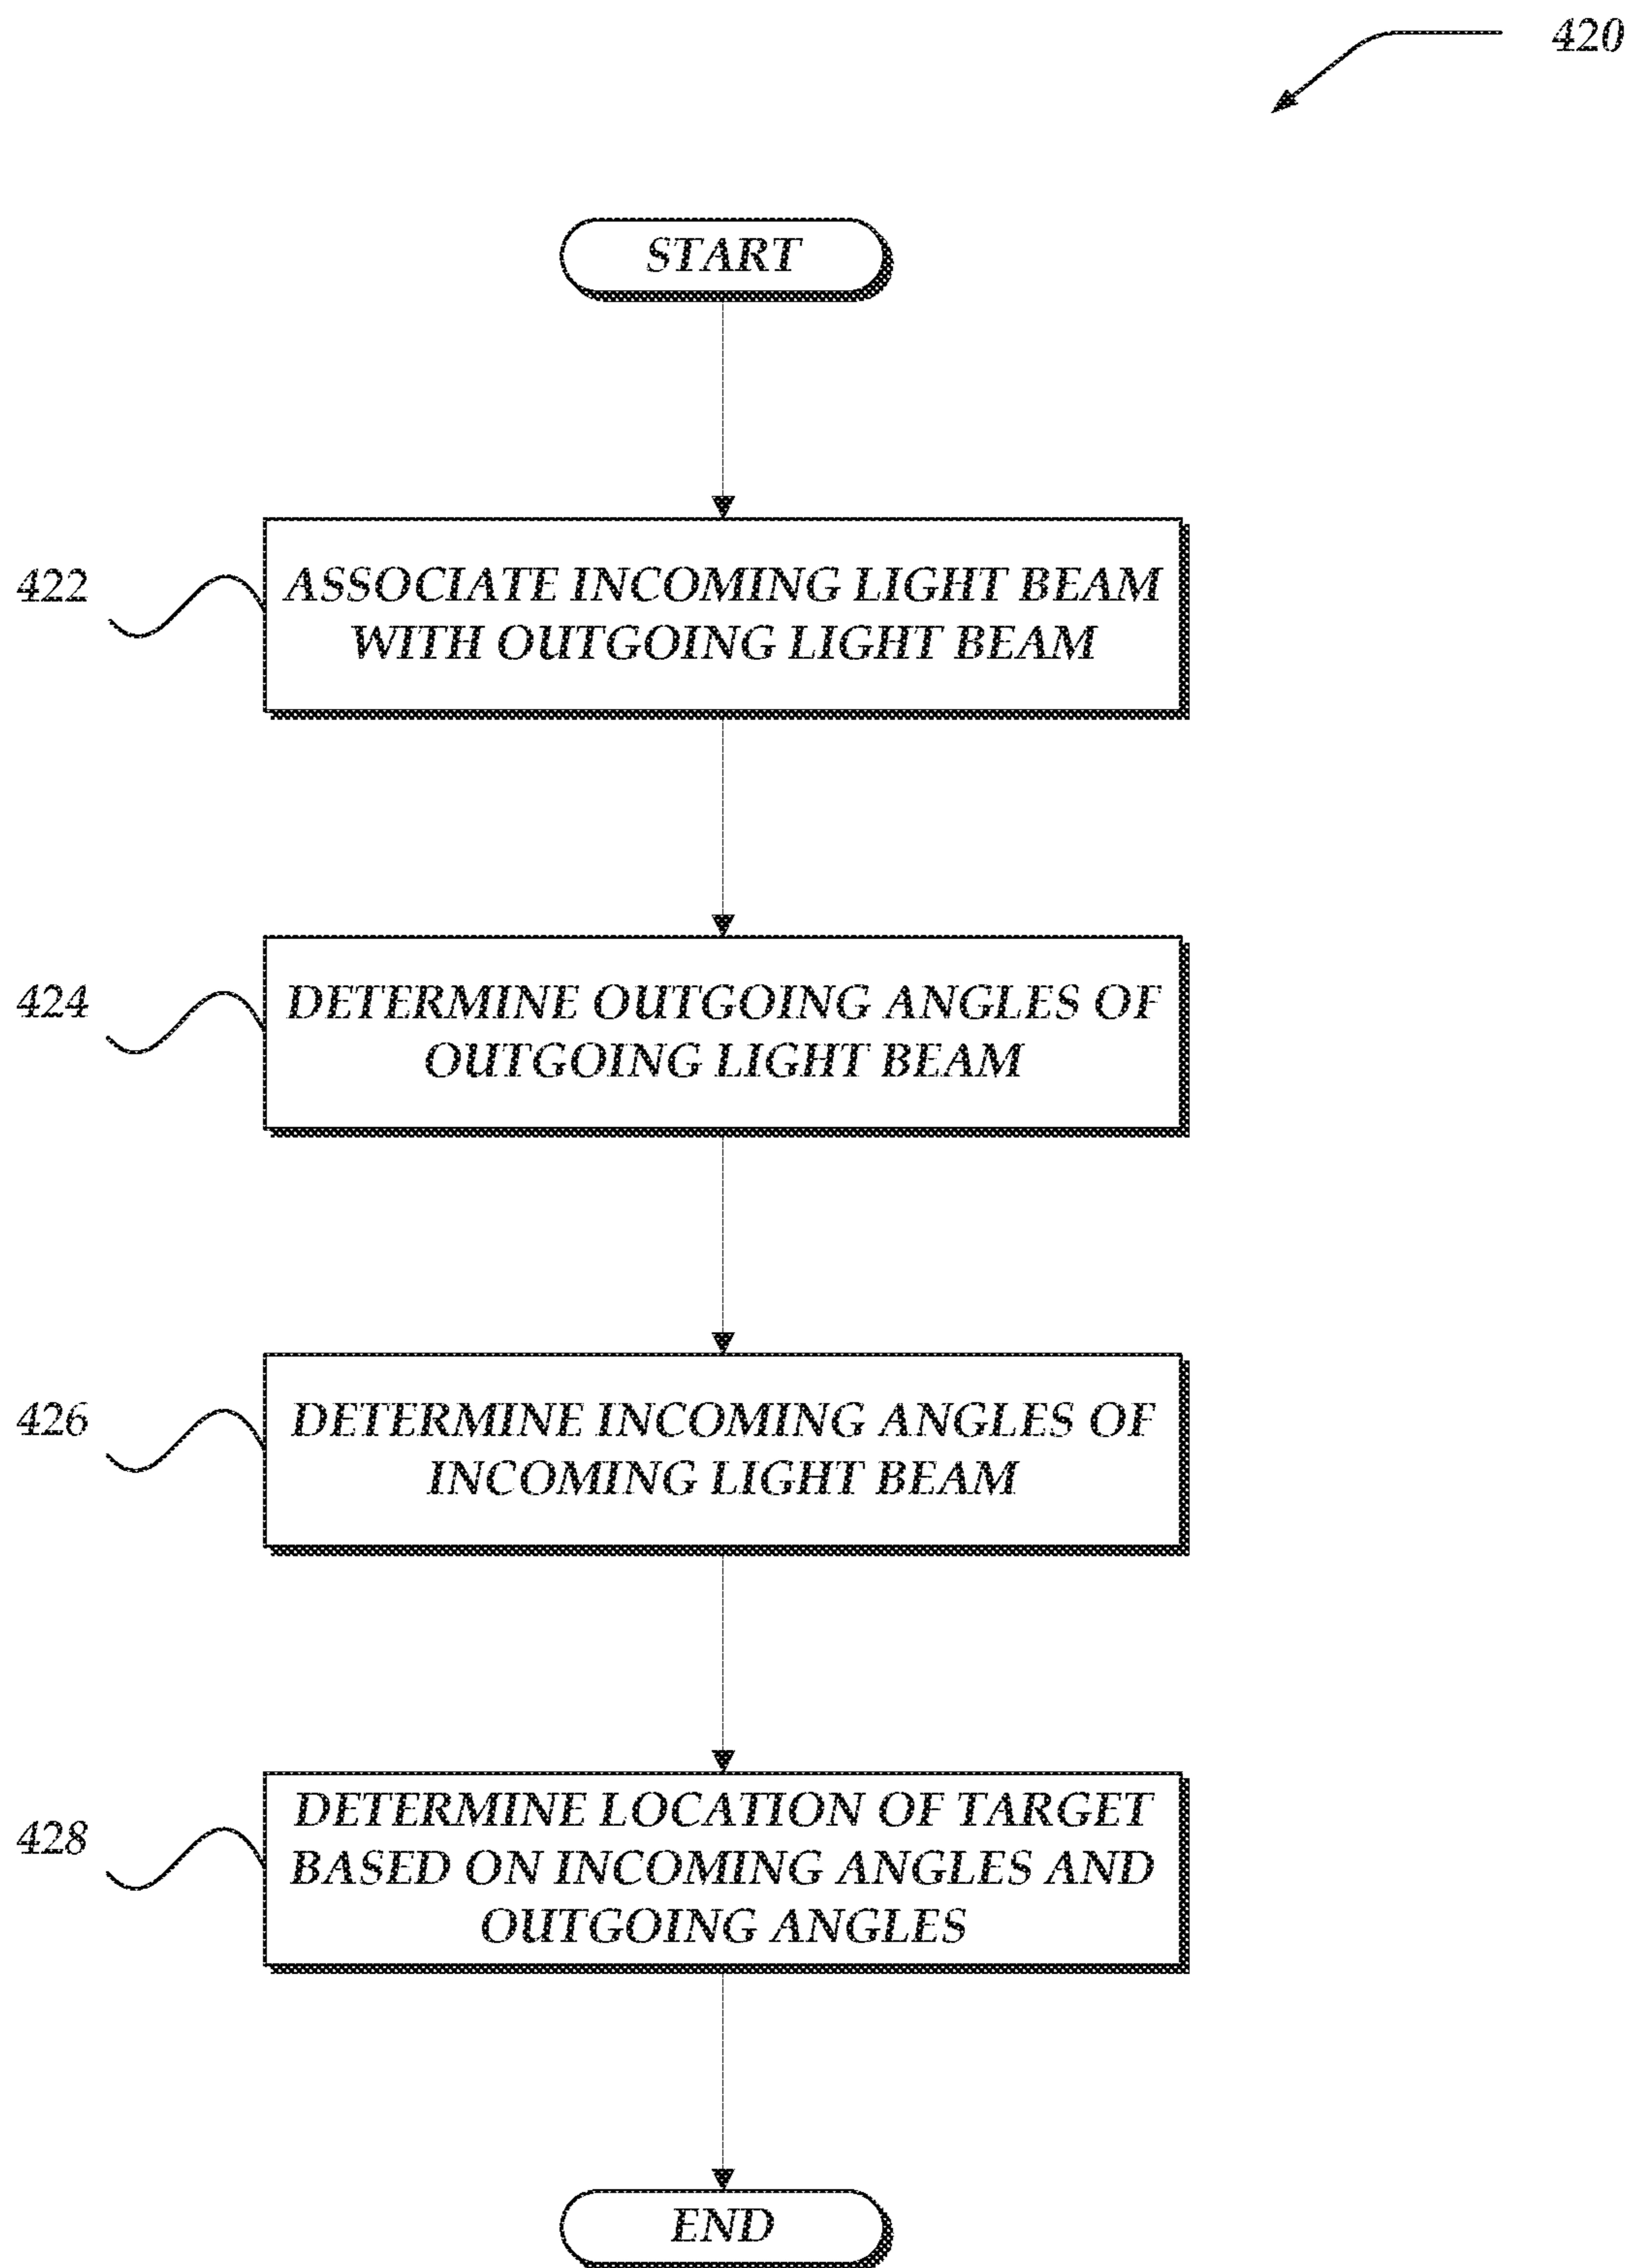 420
START
422
ASSOCIATE INCOMING LIGHT BEAM
WITH OUTGOING LIGHT BEAM
424
DETERMINE OUTGOING ANGLES OF
OUTGOING LIGHT BEAM
426
DETERMINE INCOMING ANGLES OF
INCOMING LIGHT BEAM
428
DETERMINE LOCATION OF TARGET
BASED ON INCOMING ANGLES AND
OUTGOING ANGLES
END